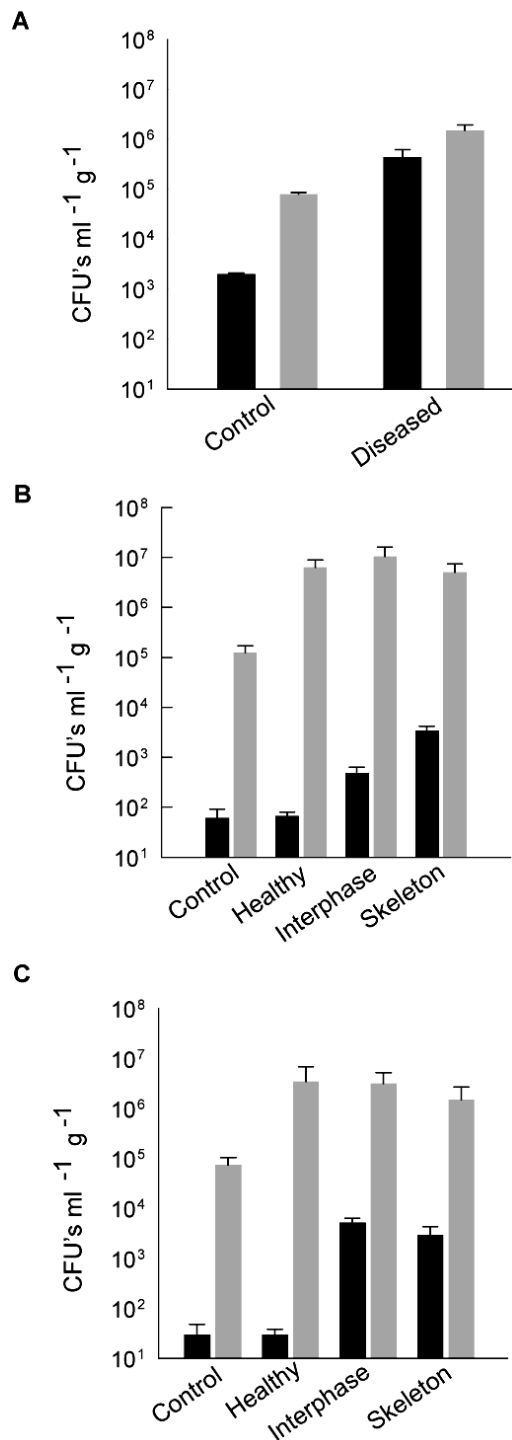 A
10⁸
10⁷
10⁶
10⁵
10⁴
10³
10²
10¹
CFU's ml ⁻¹ g ⁻¹
Control
Diseased
B
10⁸
10⁷
10⁶
10⁵
10⁴
10³
10²
10¹
CFU's ml ⁻¹ g ⁻¹
Control
Healthy
Interphase
Skeleton
C
10⁸
10⁷
10⁶
10⁵
10⁴
10³
10²
10¹
CFU's ml ⁻¹ g ⁻¹
Control
Healthy
Interphase
Skeleton